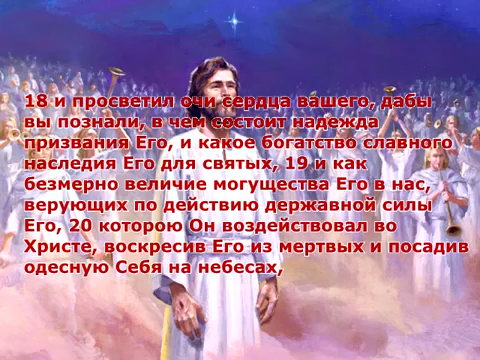 18 и просветил очи сердца вашего, дабы
вы познали, в чем состоит надежда
призвания Его, и какое богатство славного
наследия Его для святых, 19 и как
безмерно величие могущества Его в нас,
верующих по действию державной силы
Его, 20 которою Он воздействовал во
Христе, воскресив Его из мертвых и посадив
одесную Себя на небесах,